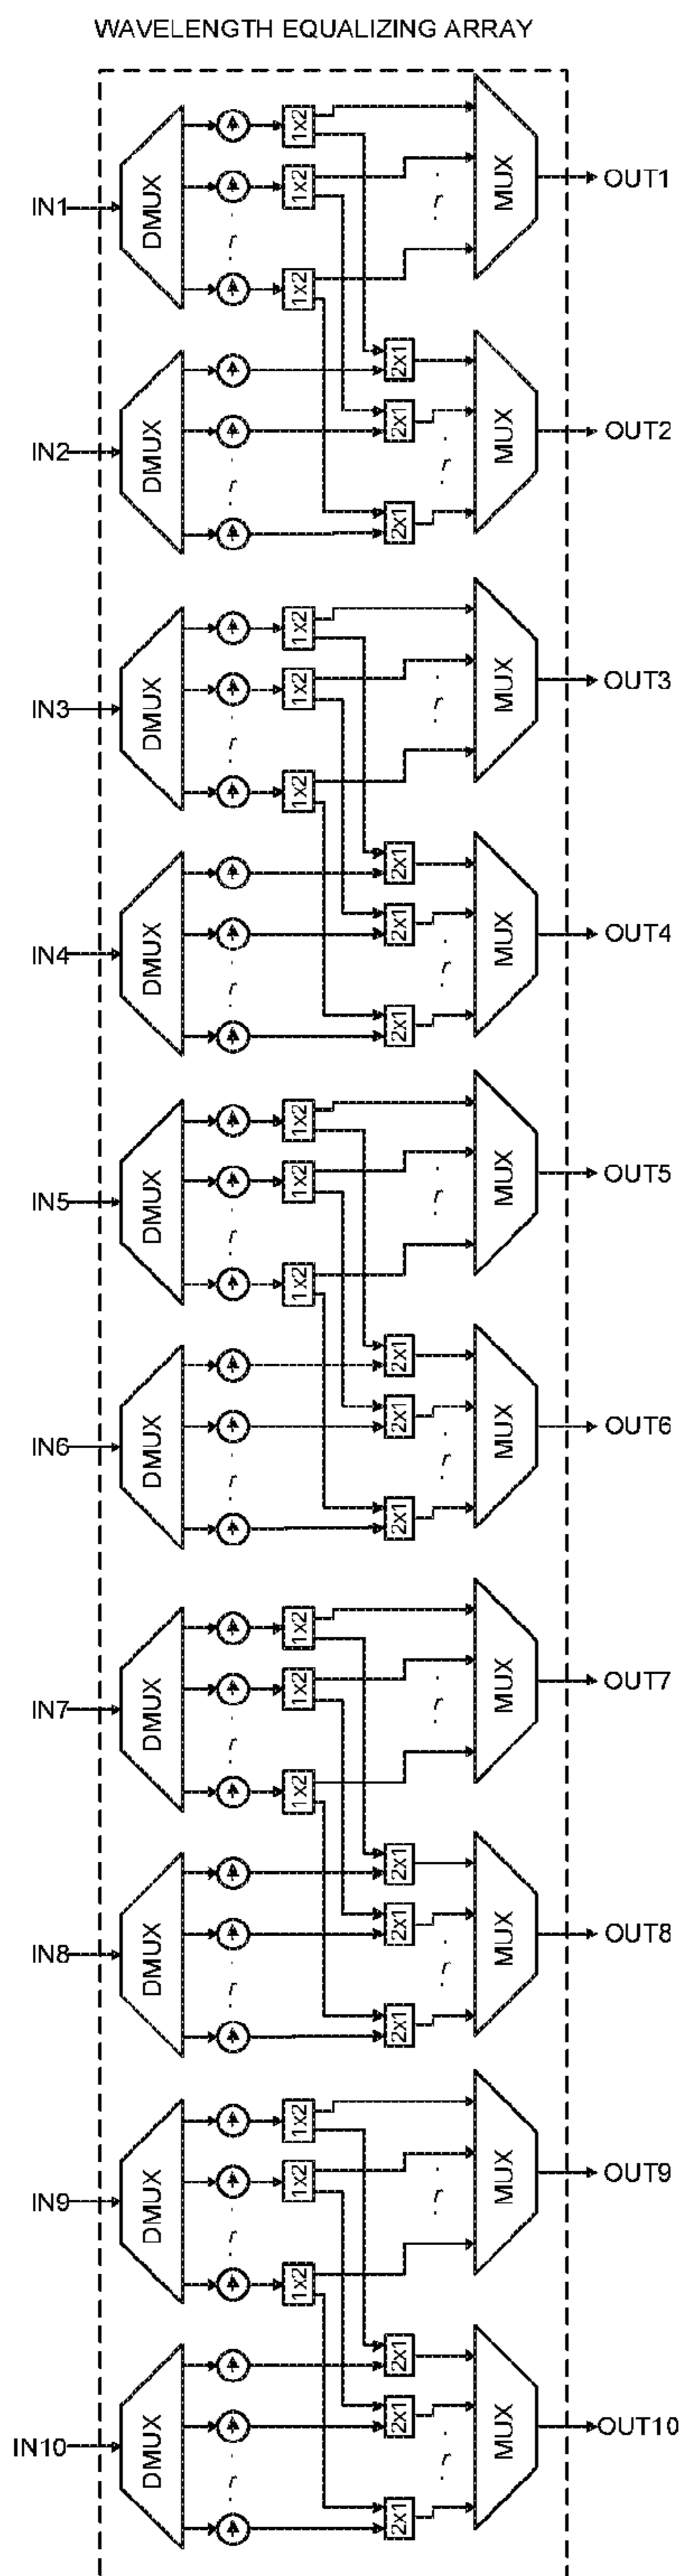 WAVELENGTH EQUALIZING ARRAY
IN1
DMUX
1x2
1x2
r
1x2
r
MUX
OUT1
IN2
DMUX
r
2x1
2x1
2x1
r
MUX
OUT2
IN3
DMUX
1x2
1x2
r
1x2
r
MUX
OUT3
IN4
DMUX
r
2x1
2x1
2x1
r
MUX
OUT4
IN5
DMUX
1x2
1x2
r
1x2
r
MUX
OUT5
IN6
DMUX
r
2x1
2x1
2x1
r
MUX
OUT6
IN7
DMUX
1x2
1x2
r
1x2
r
MUX
OUT7
IN8
DMUX
r
2x1
2x1
2x1
r
MUX
OUT8
IN9
DMUX
1x2
1x2
r
1x2
r
MUX
OUT9
IN10
DMUX
r
2x1
2x1
2x1
r
MUX
OUT10